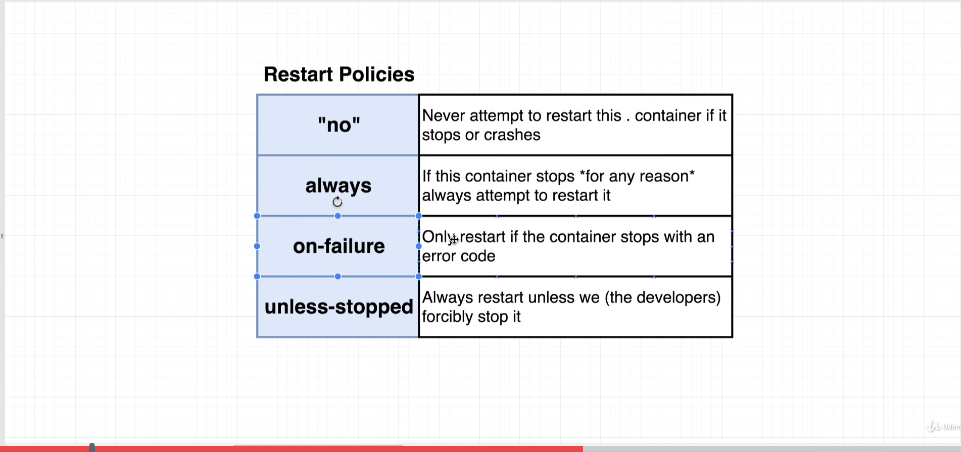 Restart Policies
"no"
Never attempt to restart this . container if it
stops or crashes
always
If this container stops *for any reason*
always attempt to restart it
on-failure
Only restart if the container stops with an
error code
unless-stopped
Always restart unless we (the developers)
forcibly stop it